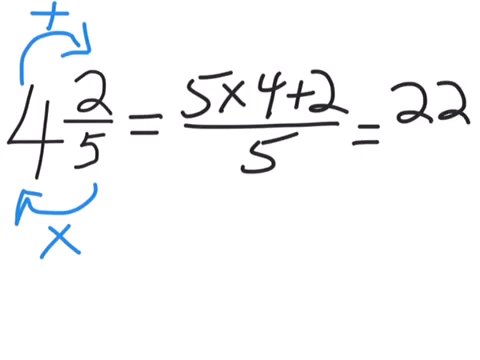 +
4 2/5 = (5×4+2)/5 = 22
×